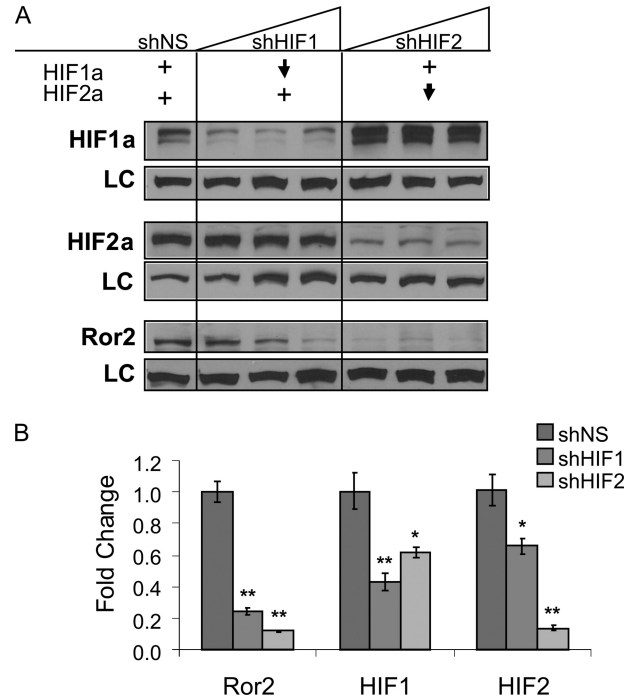 A
shNS shHIF1 shHIF2
HIF1a + +
HIF2a + +
HIF1a
LC
HIF2a
LC
Ror2
LC
B
shNS
shHIF1
shHIF2
Fold Change
1.2
1.0
0.8
0.6
0.4
0.2
0.0
** ** ** * * **
Ror2 HIF1 HIF2